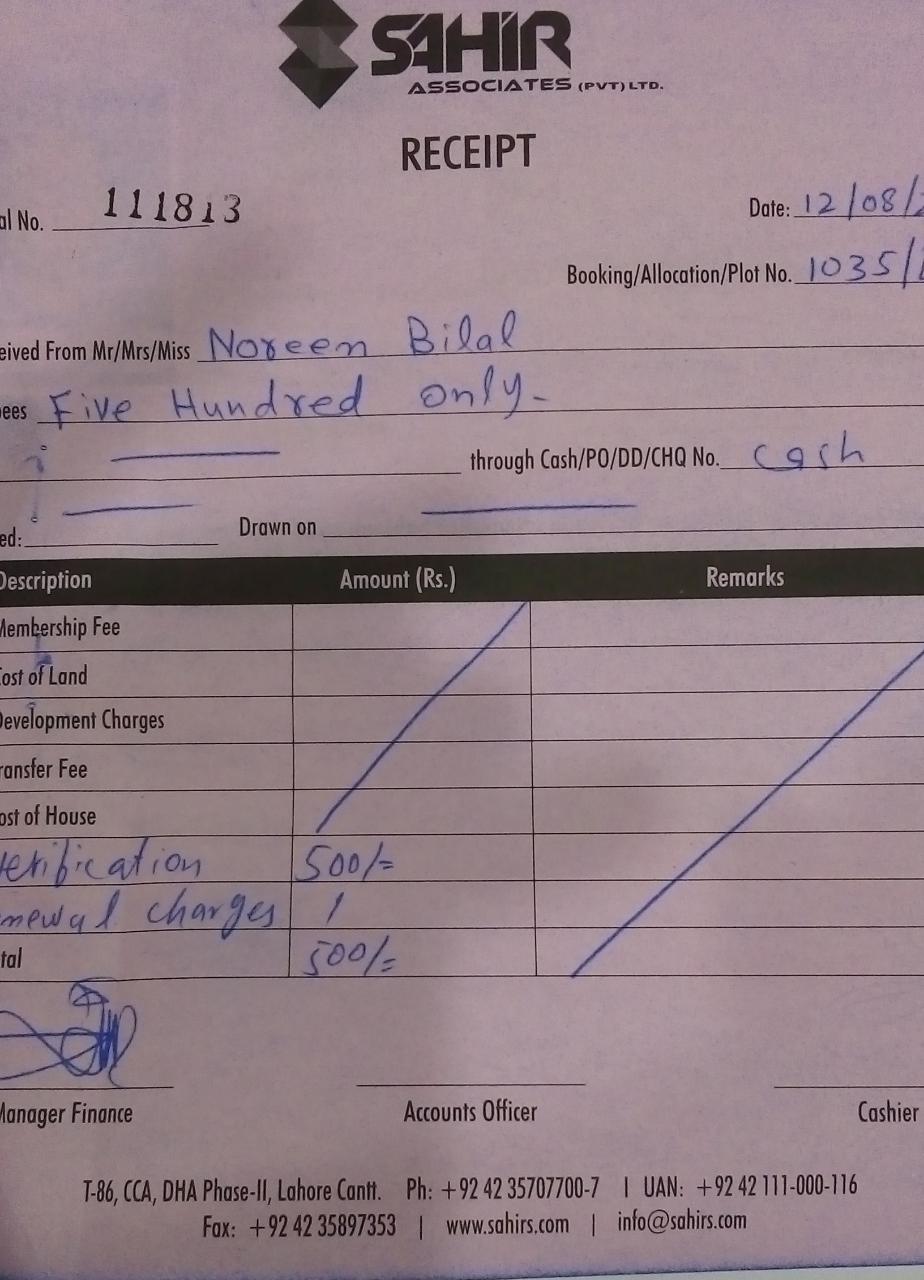 SAHIR
ASSOCIATES (PVT) LTD.
RECEIPT
al No. 111813
Date: 12/08/
Booking/Allocation/Plot No. 1035/
eived From Mr/Mrs/Miss Noreen Bilal
ees Five Hundred only-
through Cash/PO/DD/CHQ No. cash
ed: Drawn on
Description Amount (Rs.) Remarks
Membership Fee
Cost of Land
Development Charges
ransfer Fee
ost of House
verification 500/=
newal charges /
tal 500/=
Manager Finance Accounts Officer Cashier
T-86, CCA, DHA Phase-II, Lahore Cantt. Ph: +92 42 35707700-7 | UAN: +92 42 111-000-116
Fax: +92 42 35897353 | www.sahirs.com | info@sahirs.com